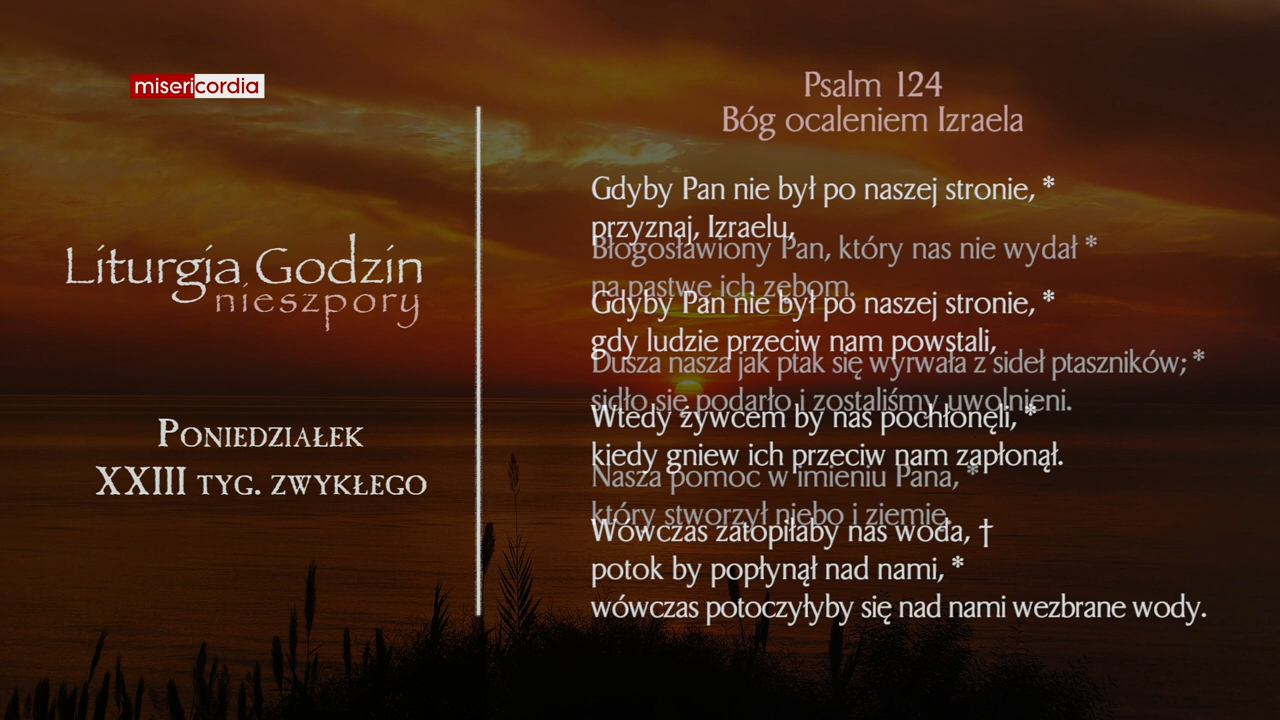 misericordia
Liturgia Godzin
nieszpory
Poniedziałek
XXIII tyg. zwykłego
Psalm 124
Bóg ocaleniem Izraela
Gdyby Pan nie był po naszej stronie, *
przyznaj, Izraelu,
Błogosławiony Pan, który nas nie wydał *
na pastwę ich zębom.
Gdyby Pan nie był po naszej stronie, *
gdy ludzie przeciw nam powstali,
Dusza nasza jak ptak się wyrwała z sideł ptaszników; *
sidło się podarło i zostaliśmy uwolnieni.
Wtedy żywcem by nas pochłonęli, *
kiedy gniew ich przeciw nam zapłonął.
Nasza pomoc w imieniu Pana, *
który stworzył niebo i ziemię.
Wówczas zatopiłaby nas woda, †
potok by popłynął nad nami, *
wówczas potoczyłyby się nad nami wezbrane wody.